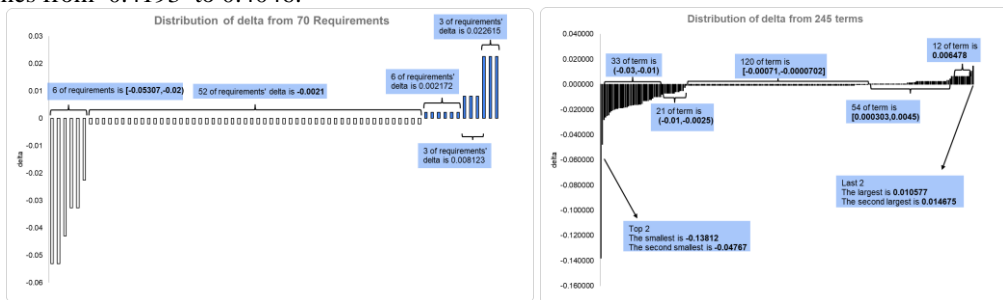 Distribution of delta from 70 Requirements
3 of requirements'
delta is 0.022615
6 of requirements is [-0.05307,-0.02)
52 of requirements' delta is -0.0021
6 of requirements'
delta is 0.002172
3 of requirements'
delta is 0.008123
0.03
0.02
0.01
0
-0.01
-0.02
-0.03
-0.04
-0.05
-0.06
delta
Distribution of delta from 245 terms
33 of term is
(-0.03,-0.01)
120 of term is
[-0.00071,-0.0000702]
12 of term is
0.006478
21 of term is
(-0.01,-0.0025)
54 of term is
[0.000303,0.0045)
Last 2
The largest is 0.010577
The second largest is 0.014675
Top 2
The smallest is -0.13812
The second smallest is -0.04767
0.040000
0.020000
0.000000
-0.020000
-0.040000
-0.060000
-0.080000
-0.100000
-0.120000
-0.140000
-0.160000
delta